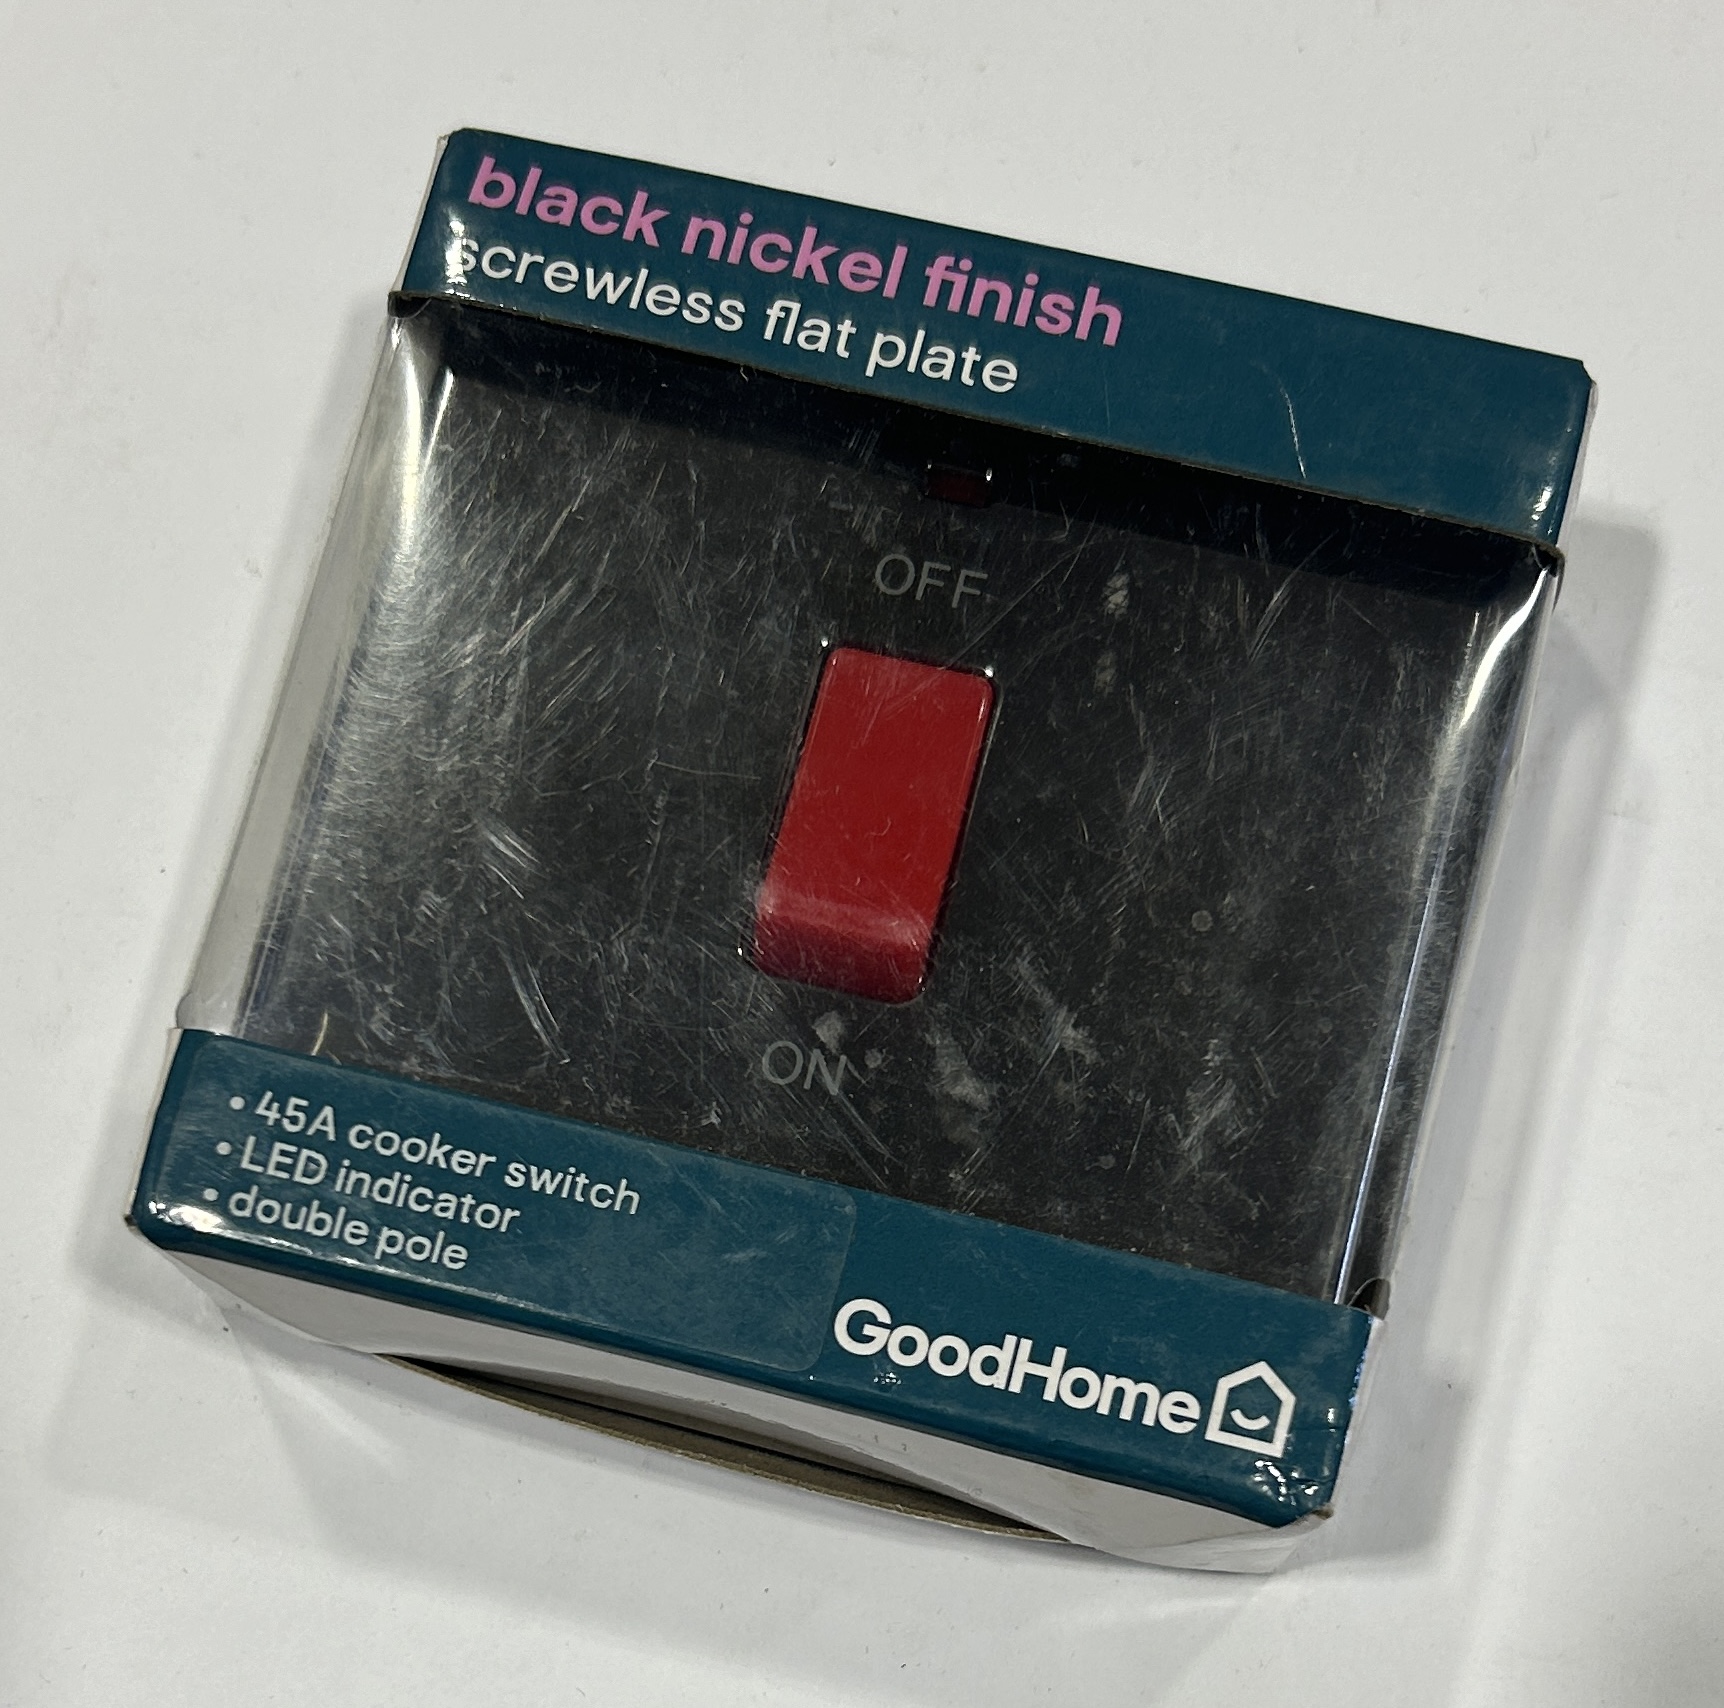 black nickel finish
screwless flat plate
OFF
ON
• 45A cooker switch
• LED indicator
• double pole
GoodHome